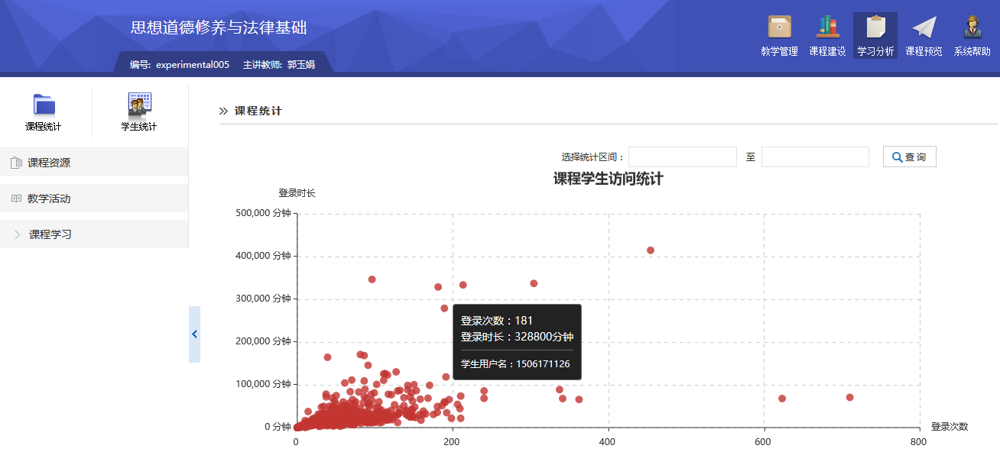 思想道德修养与法律基础
编号: experimental005 主讲教师: 郭玉娟
教学管理 课程建设 学习分析 课程预览 系统帮助
课程统计 学生统计
课程资源
教学活动
课程学习
课程统计
选择统计区间： 至 查 询
课程学生访问统计
登录时长
500,000 分钟
400,000 分钟
300,000 分钟
200,000 分钟
100,000 分钟
0 分钟
登录次数：181
登录时长：328800分钟
学生用户名：1506171126
登录次数
0 200 400 600 800